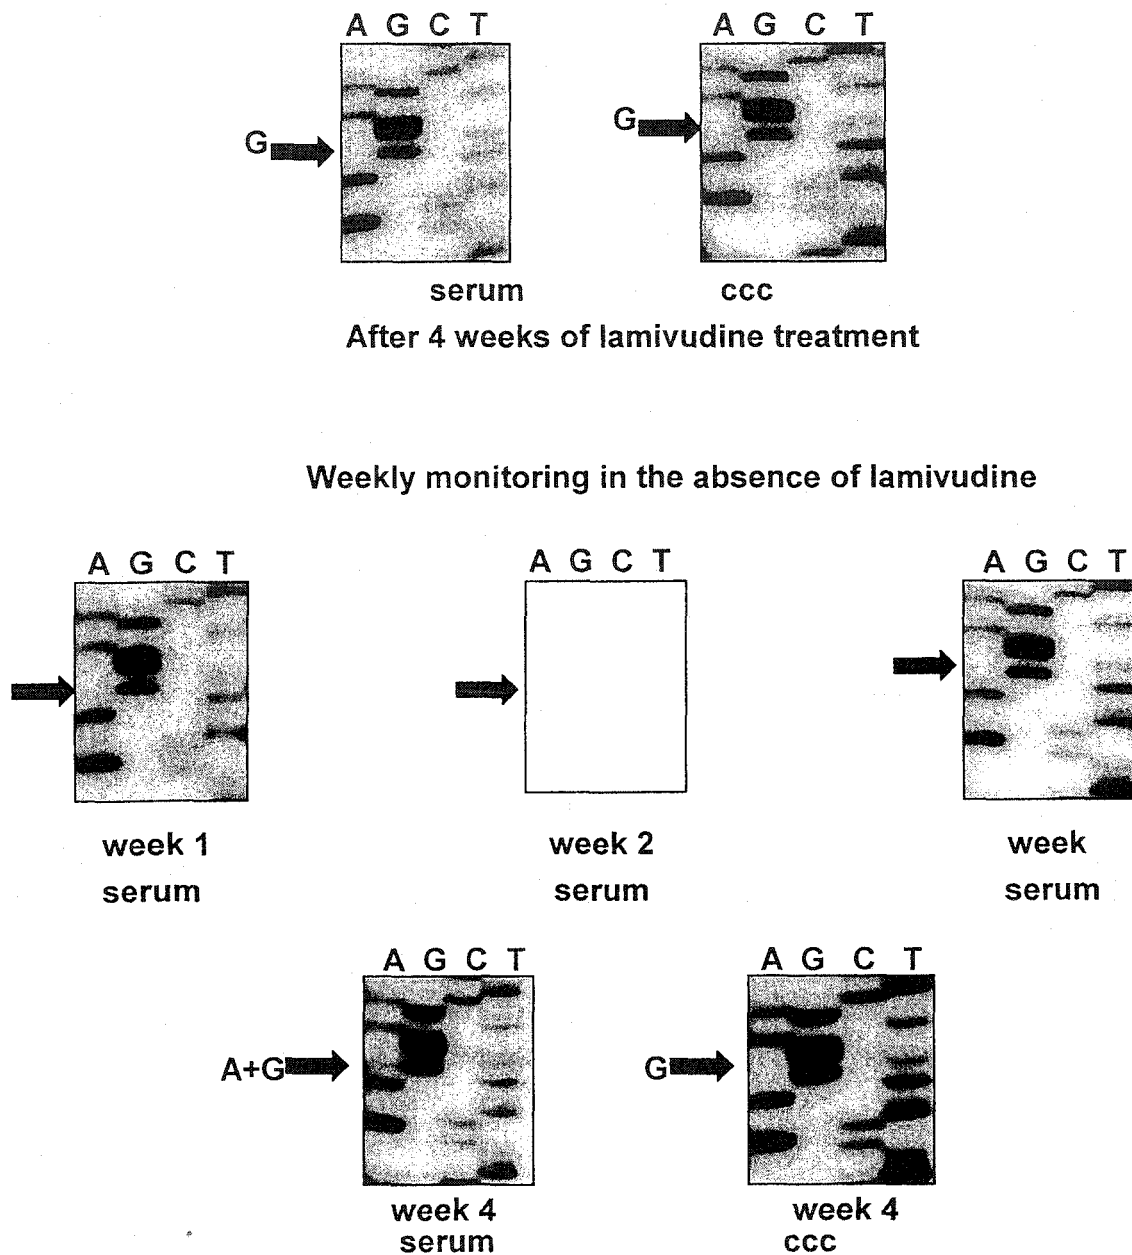 A G C T
A G C T
G
G
serum
ccc
After 4 weeks of lamivudine treatment
Weekly monitoring in the absence of lamivudine
A G C T
A G C T
A G C T
week 1
serum
week 2
serum
week
serum
A G C T
A G C T
A+G
G
week 4
serum
week 4
ccc